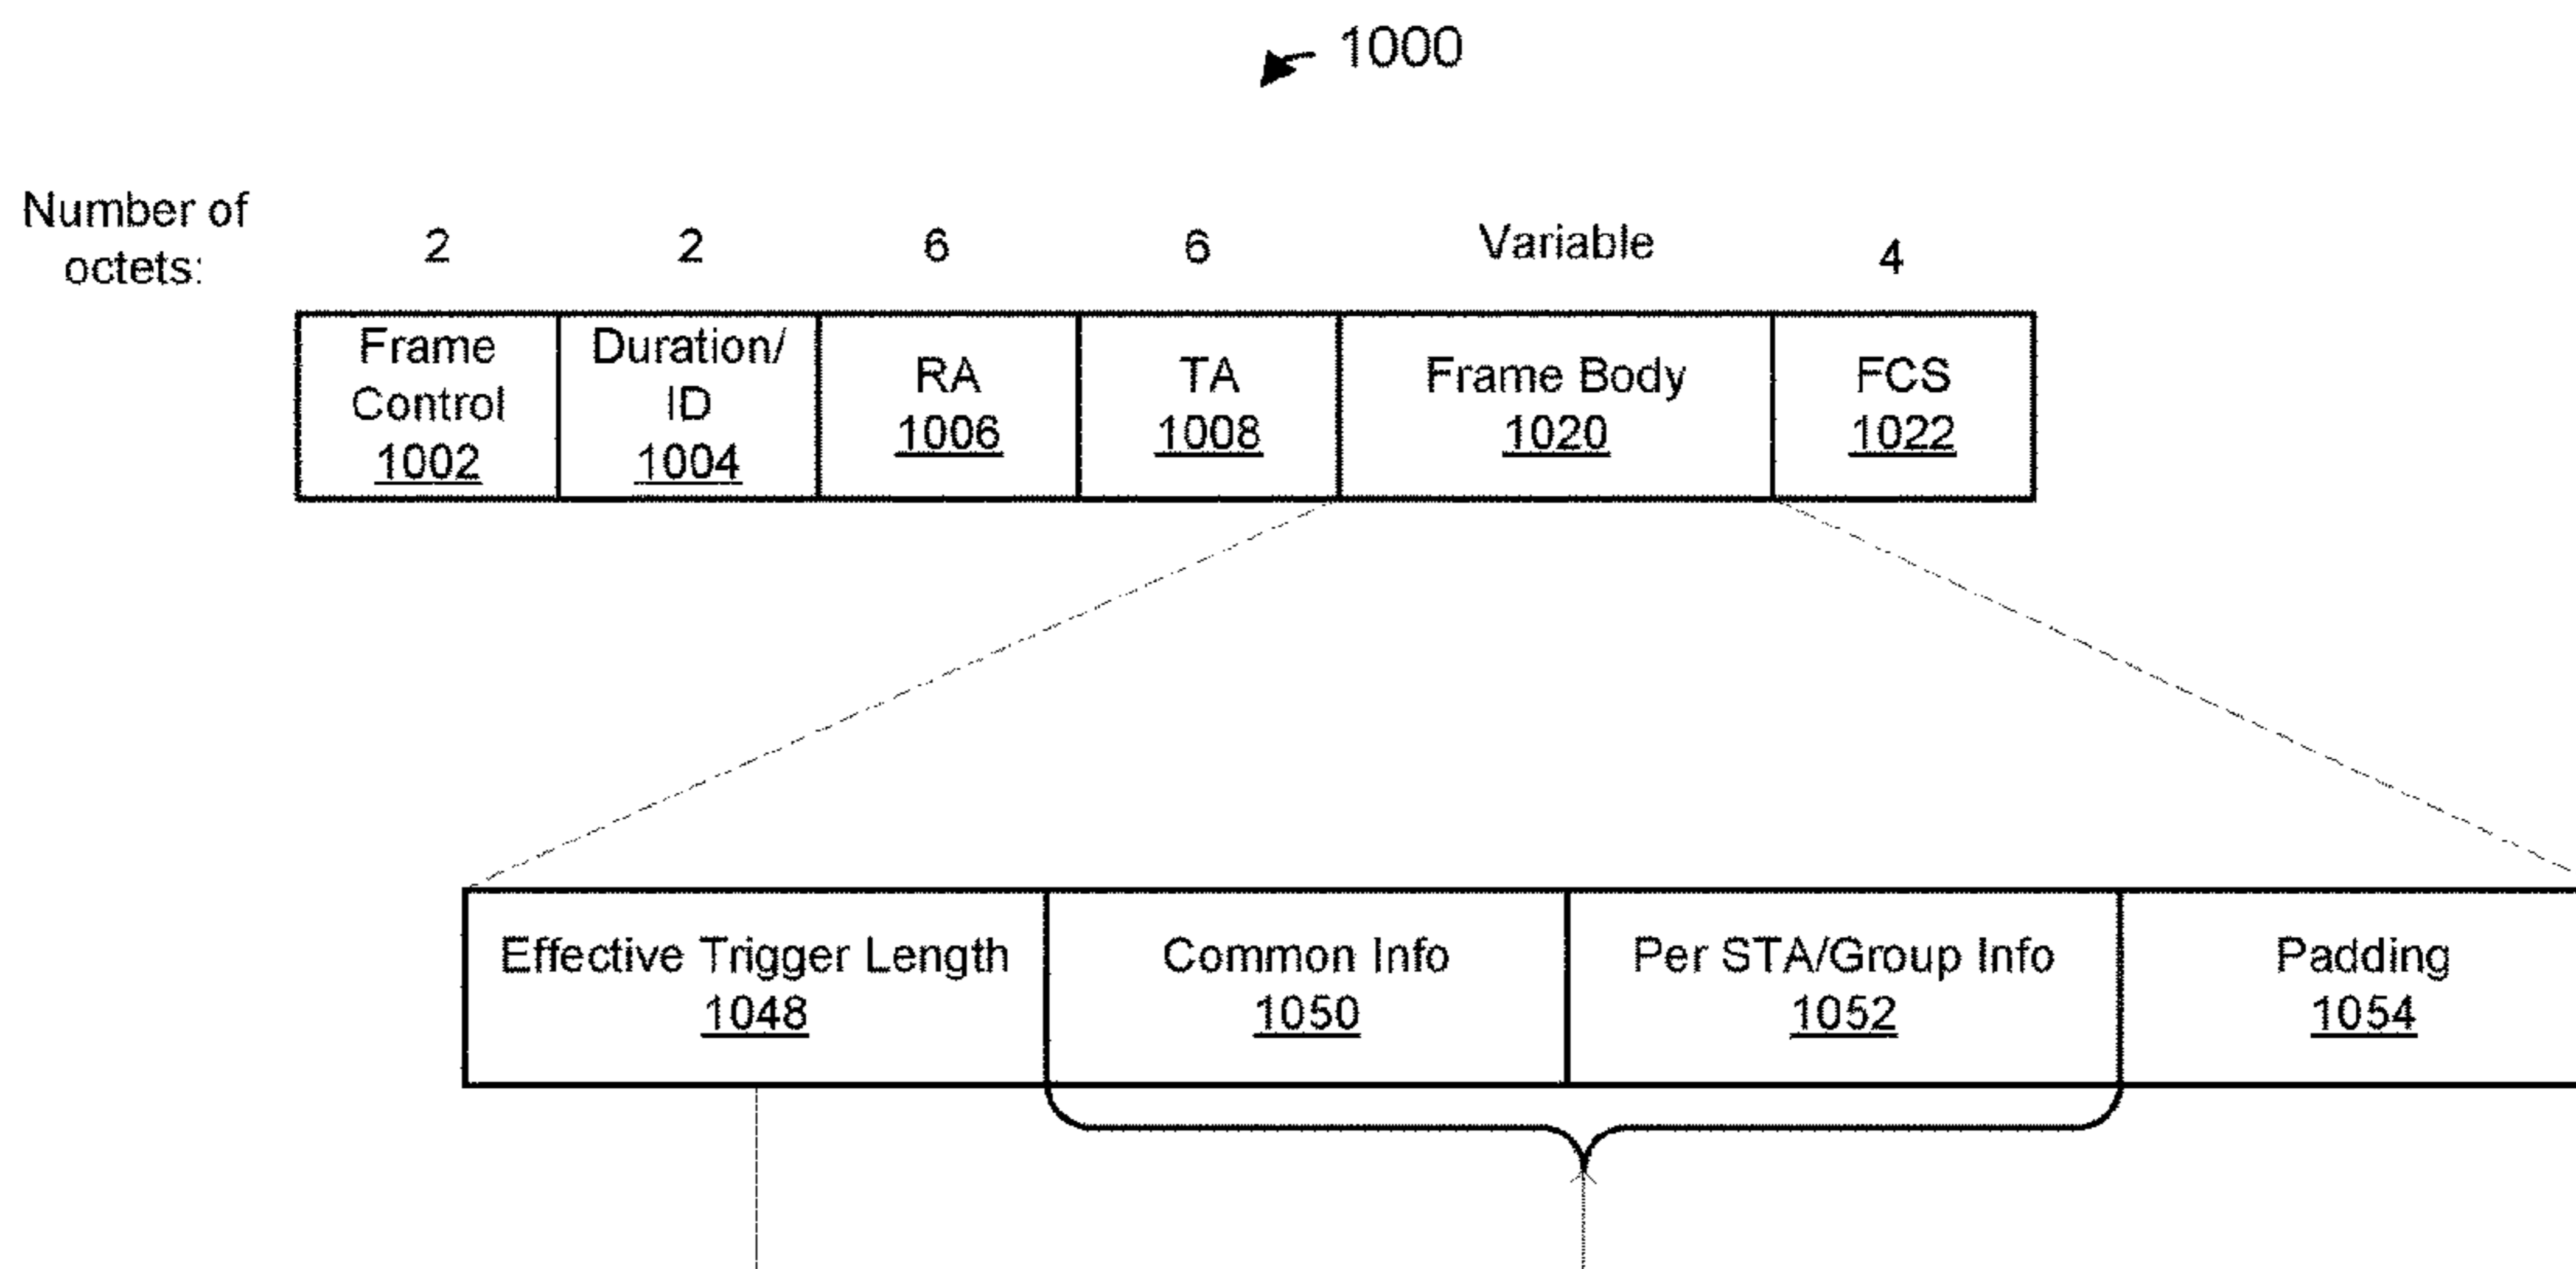 1000
Number of
octets:
2 2 6 6 Variable 4
Frame
Control
1002
Duration/
ID
1004
RA
1006
TA
1008
Frame Body
1020
FCS
1022
Effective Trigger Length
1048
Common Info
1050
Per STA/Group Info
1052
Padding
1054